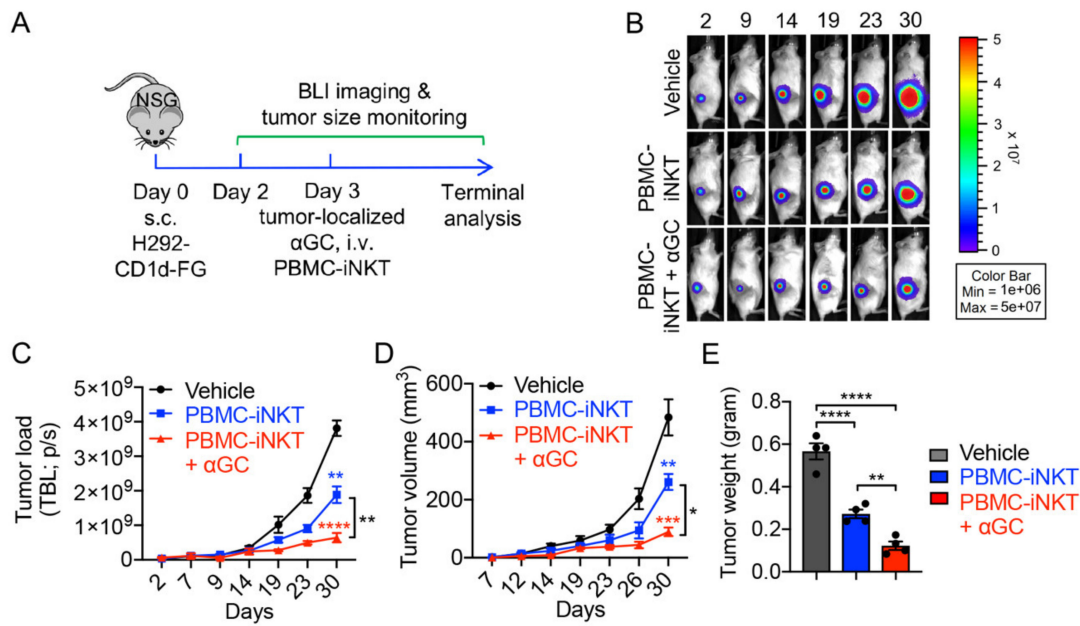 A
NSG
BLI imaging &
tumor size monitoring
Day 0
s.c.
H292-
CD1d-FG
Day 2
Day 3
tumor-localized
αGC, i.v.
PBMC-iNKT
Terminal
analysis
B
2 9 14 19 23 30
Vehicle
PBMC-
iNKT
PBMC-
iNKT + αGC
5
4
3
2
1
0
x 10⁷
Color Bar
Min = 1e+06
Max = 5e+07
C
Tumor load
(TBL; p/s)
5×10⁹
4×10⁹
3×10⁹
2×10⁹
1×10⁹
0
Vehicle
PBMC-iNKT
PBMC-iNKT
+ αGC
**
****
**
2 7 9 14 19 23 30
Days
D
Tumor volume (mm³)
600
400
200
0
Vehicle
PBMC-iNKT
PBMC-iNKT
+ αGC
**
***
*
7 12 14 19 23 26 30
Days
E
Tumor weight (gram)
0.8
0.6
0.4
0.2
0.0
****
****
**
Vehicle
PBMC-iNKT
PBMC-iNKT
+ αGC